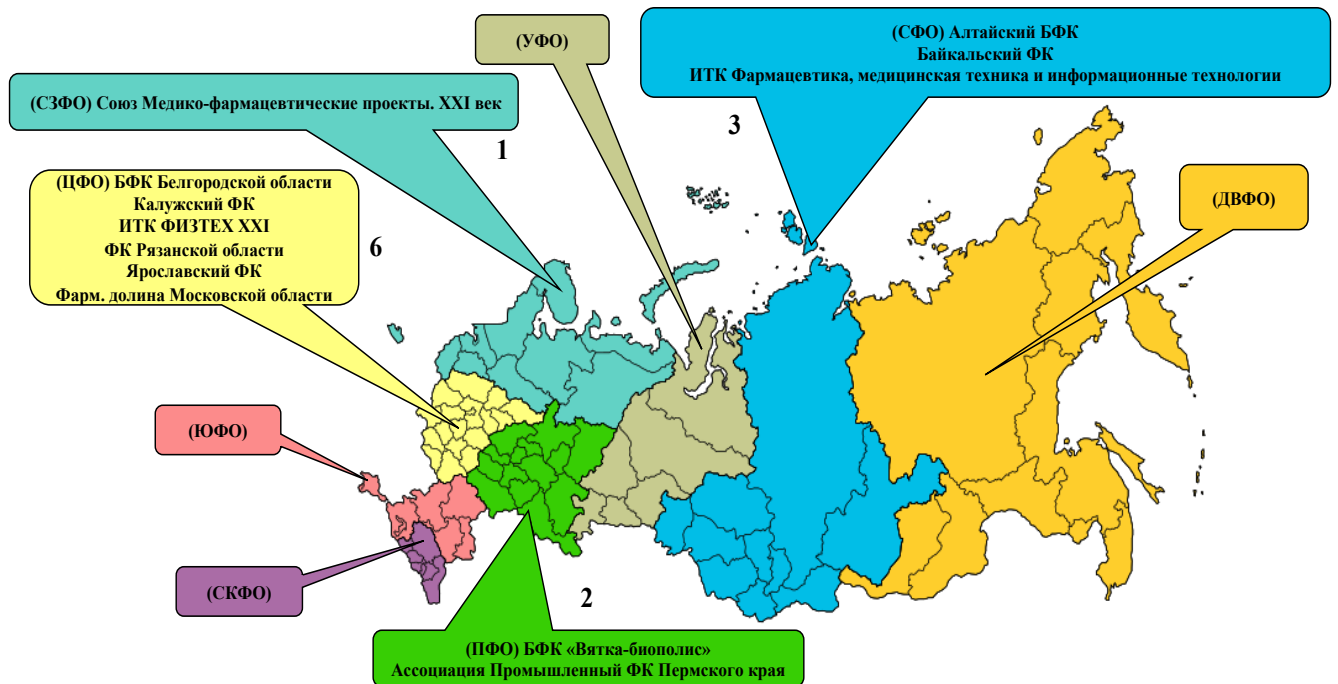 (УФО)
(СФО) Алтайский БФК
Байкальский ФК
ИТК Фармацевтика, медицинская техника и информационные технологии
3
(СЗФО) Союз Медико-фармацевтические проекты. XXI век
1
(ЦФО) БФК Белгородской области
Калужский ФК
ИТК ФИЗТЕХ XXI
ФК Рязанской области
Ярославский ФК
Фарм. долина Московской области
6
(ДВФО)
(ЮФО)
(СКФО)
2
(ПФО) БФК «Вятка-биополис»
Ассоциация Промышленный ФК Пермского края